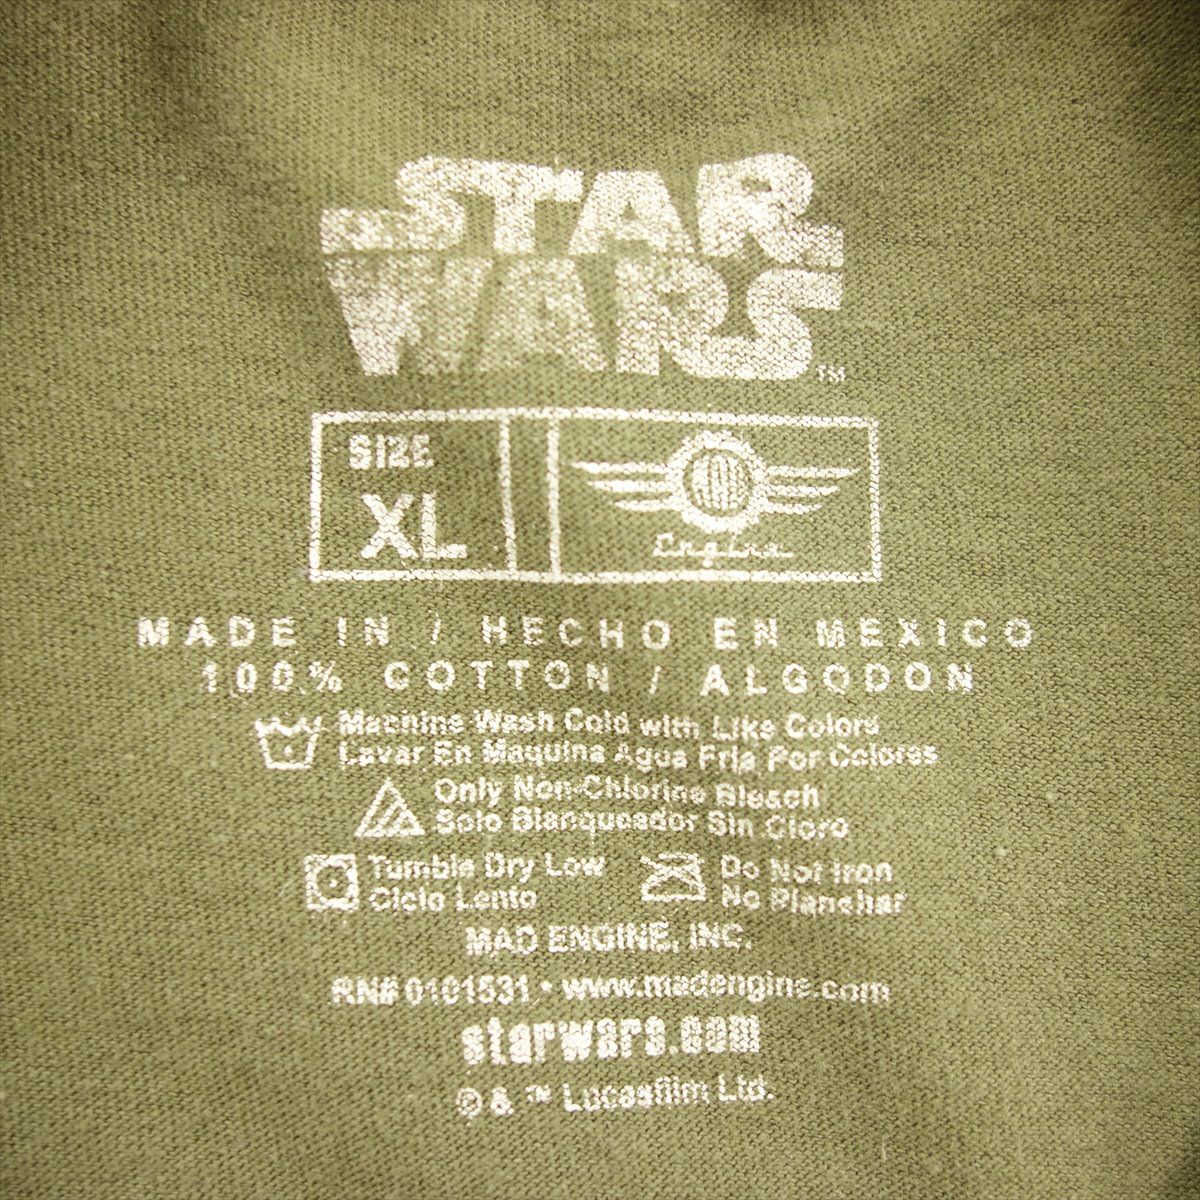 STAR
WARS™
SIZE
XL
MAD
Engine
MADE IN / HECHO EN MEXICO
100% COTTON / ALGODON
Machine Wash Cold with Like Colors
Lavar En Maquina Agua Fria Por Colores
Only Non-Chlorine Bleach
Solo Blanqueador Sin Cloro
Tumble Dry Low
Ciclo Lento
Do Not Iron
No Planchar
MAD ENGINE, INC.
RN# 0101531 • www.madengine.com
starwars.com
© & ™ Lucasfilm Ltd.